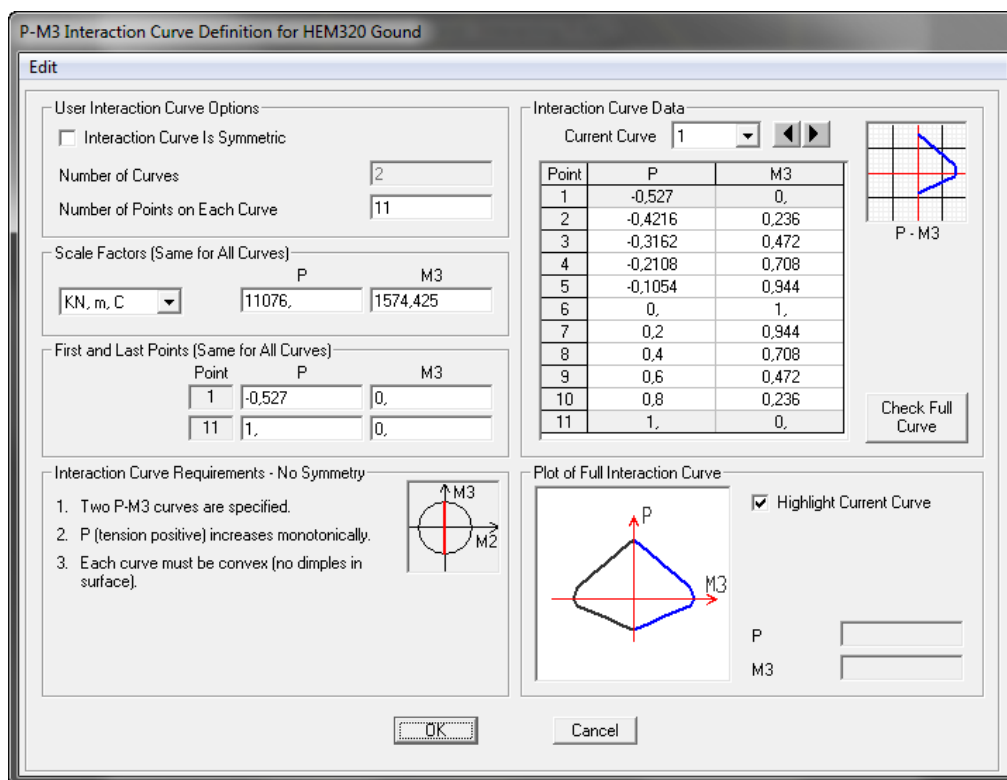 P-M3 Interaction Curve Definition for HEM320 Gound
Edit
User Interaction Curve Options
Interaction Curve Is Symmetric
Number of Curves 2
Number of Points on Each Curve 11
Scale Factors (Same for All Curves)
P M3
KN, m, C 11076, 1574,425
First and Last Points (Same for All Curves)
Point P M3
1 -0,527 0,
11 1, 0,
Interaction Curve Requirements - No Symmetry
1. Two P-M3 curves are specified.
2. P (tension positive) increases monotonically.
3. Each curve must be convex (no dimples in
surface).
M3
M2
Interaction Curve Data
Current Curve 1
Point P M3
1 -0,527 0,
2 -0,4216 0,236
3 -0,3162 0,472
4 -0,2108 0,708
5 -0,1054 0,944
6 0, 1,
7 0,2 0,944
8 0,4 0,708
9 0,6 0,472
10 0,8 0,236
11 1, 0,
P - M3
Check Full
Curve
Plot of Full Interaction Curve
P
M3
Highlight Current Curve
P
M3
OK Cancel